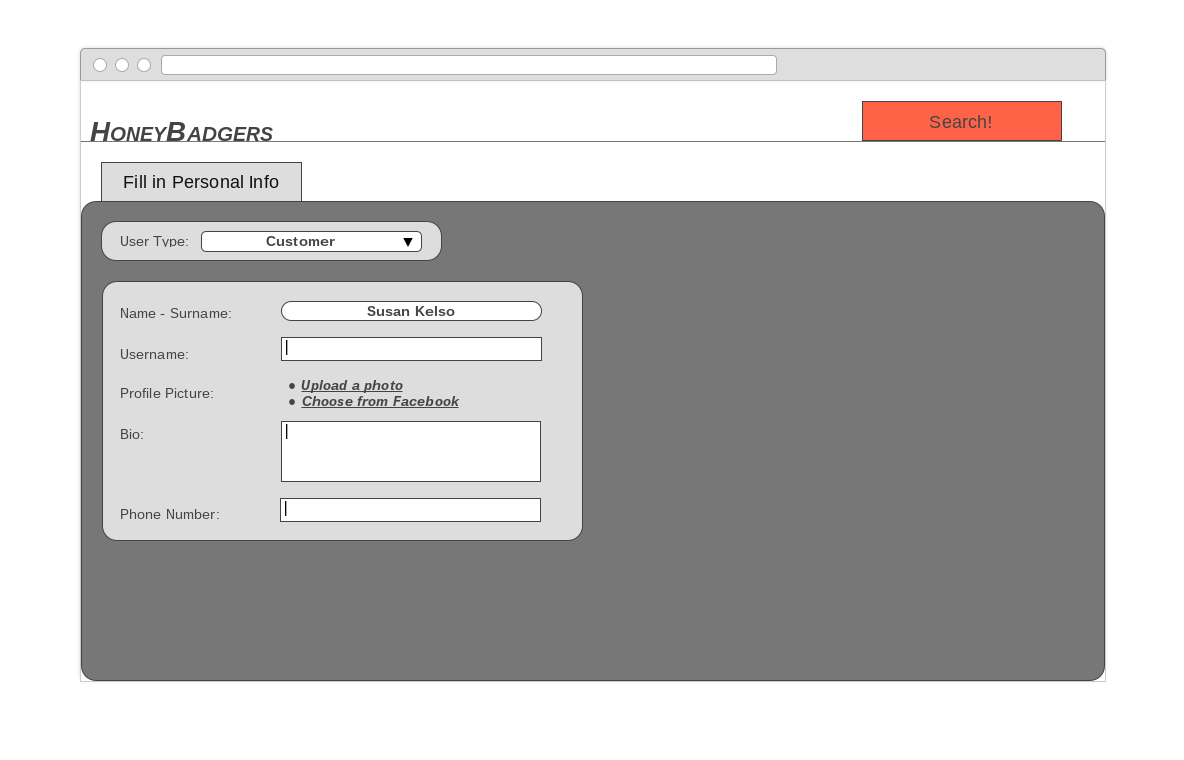 HoneyBadgers
Search!
Fill in Personal Info
User Type: Customer ▼
Name - Surname: Susan Kelso
Username:
Profile Picture:
• Upload a photo
• Choose from Facebook
Bio:
Phone Number: